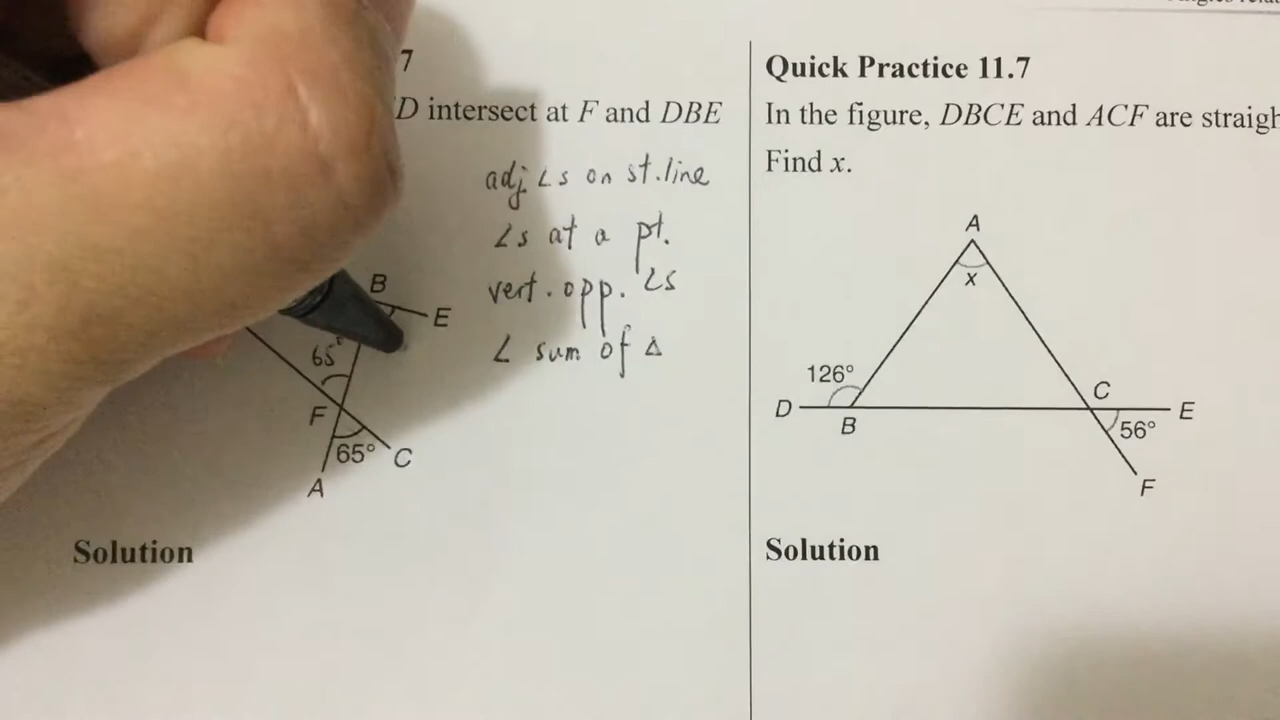 7
D intersect at F and DBE
adj ∠s on st.line
∠s at a pt.
vert. opp. ∠s
∠ sum of △
B
E
65°
F
65°
C
A
Solution
Quick Practice 11.7
In the figure, DBCE and ACF are
Find x.
A
x
126°
D
B
C
E
56°
F
Solution